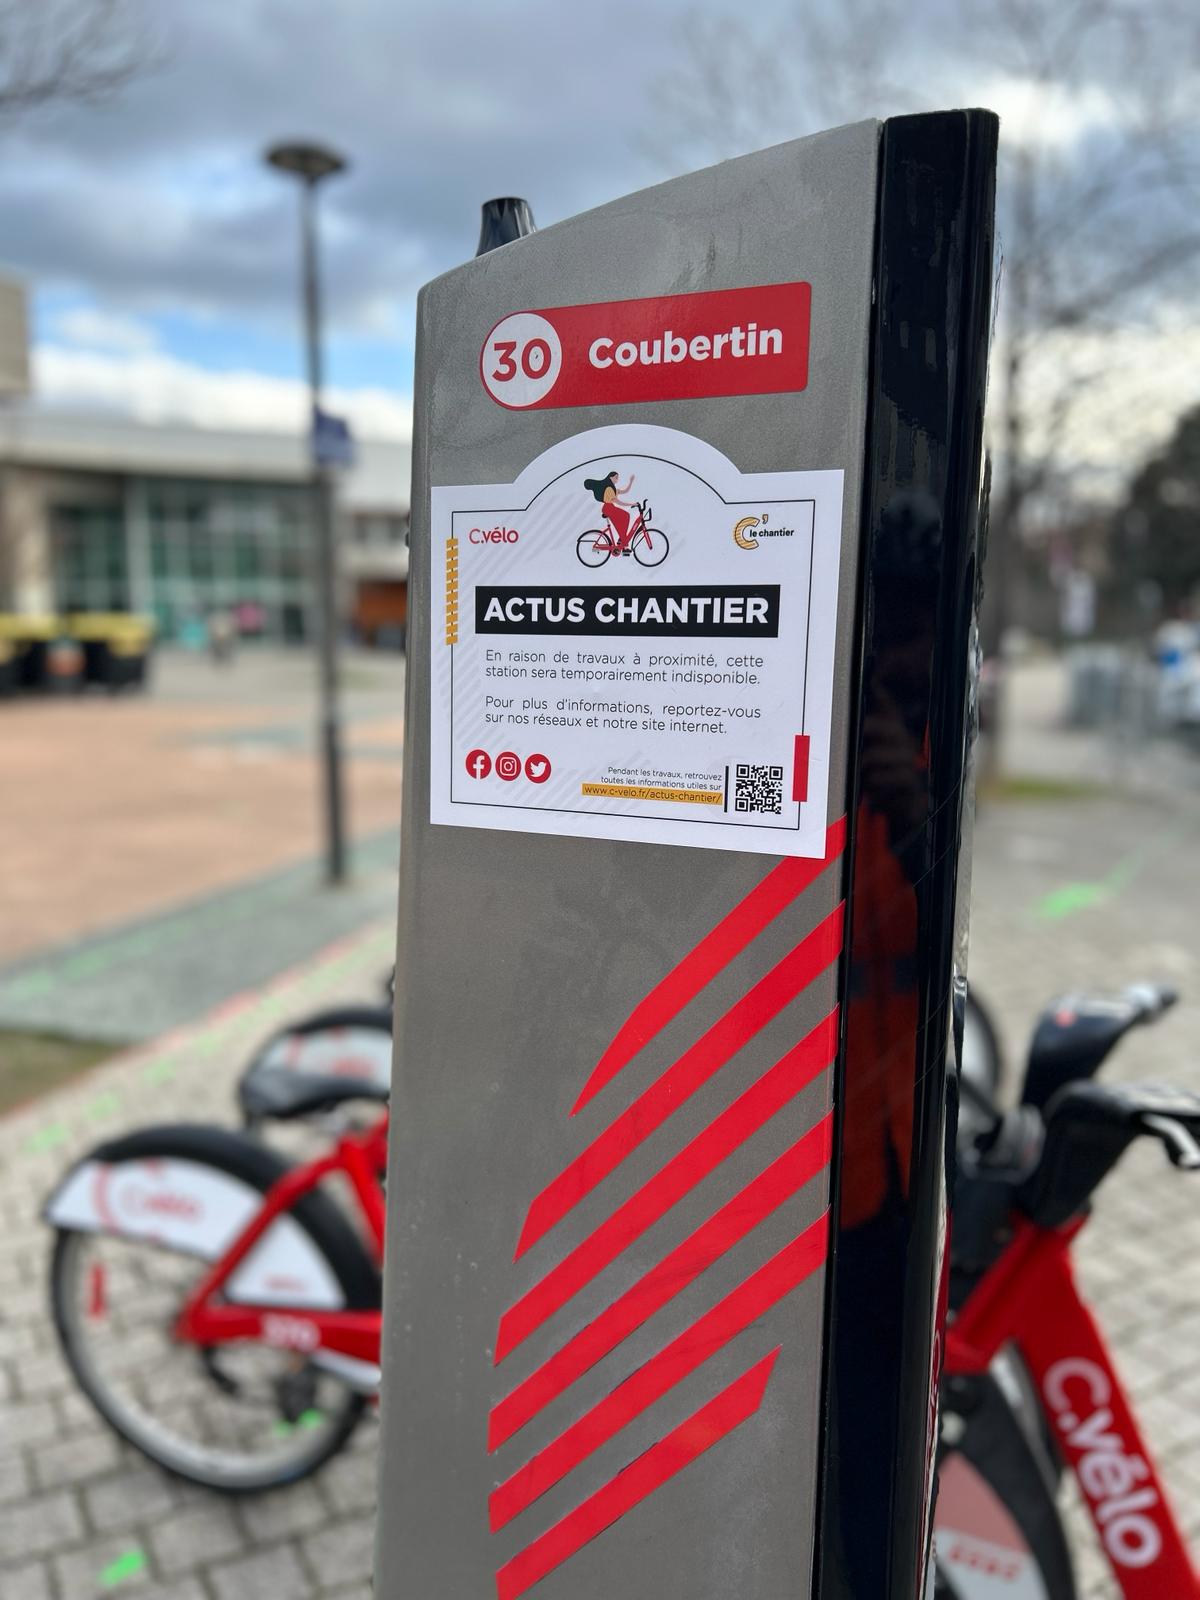 30 Coubertin
C.vélo
C' le chantier
ACTUS CHANTIER
En raison de travaux à proximité, cette
station sera temporairement indisponible.
Pour plus d'informations, reportez-vous
sur nos réseaux et notre site internet.
Pendant les travaux, retrouvez
toutes les informations utiles sur
www.c-velo.fr/actus-chantier/
C.vélo
370
C.vélo